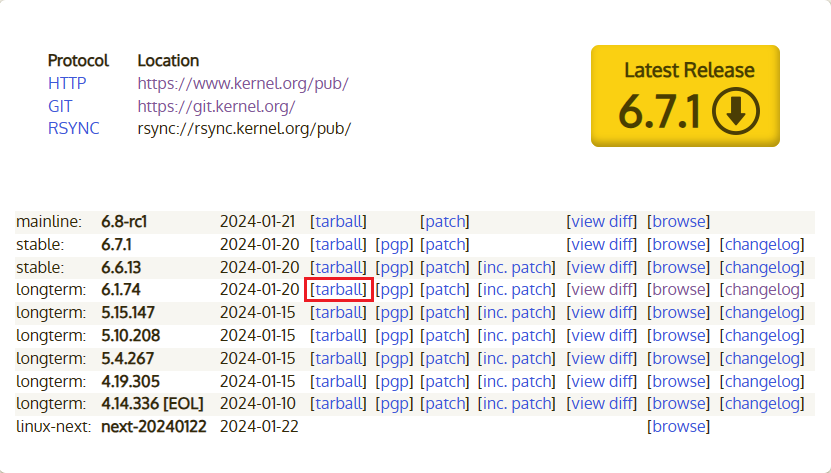 Protocol Location
HTTP https://www.kernel.org/pub/
GIT https://git.kernel.org/
RSYNC rsync://rsync.kernel.org/pub/
Latest Release
6.7.1
mainline: 6.8-rc1 2024-01-21 [tarball] [patch] [view diff] [browse]
stable: 6.7.1 2024-01-20 [tarball] [pgp] [patch] [view diff] [browse] [changelog]
stable: 6.6.13 2024-01-20 [tarball] [pgp] [patch] [inc. patch] [view diff] [browse] [changelog]
longterm: 6.1.74 2024-01-20 [tarball] [pgp] [patch] [inc. patch] [view diff] [browse] [changelog]
longterm: 5.15.147 2024-01-15 [tarball] [pgp] [patch] [inc. patch] [view diff] [browse] [changelog]
longterm: 5.10.208 2024-01-15 [tarball] [pgp] [patch] [inc. patch] [view diff] [browse] [changelog]
longterm: 5.4.267 2024-01-15 [tarball] [pgp] [patch] [inc. patch] [view diff] [browse] [changelog]
longterm: 4.19.305 2024-01-15 [tarball] [pgp] [patch] [inc. patch] [view diff] [browse] [changelog]
longterm: 4.14.336 [EOL] 2024-01-10 [tarball] [pgp] [patch] [inc. patch] [view diff] [browse] [changelog]
linux-next: next-20240122 2024-01-22 [browse]